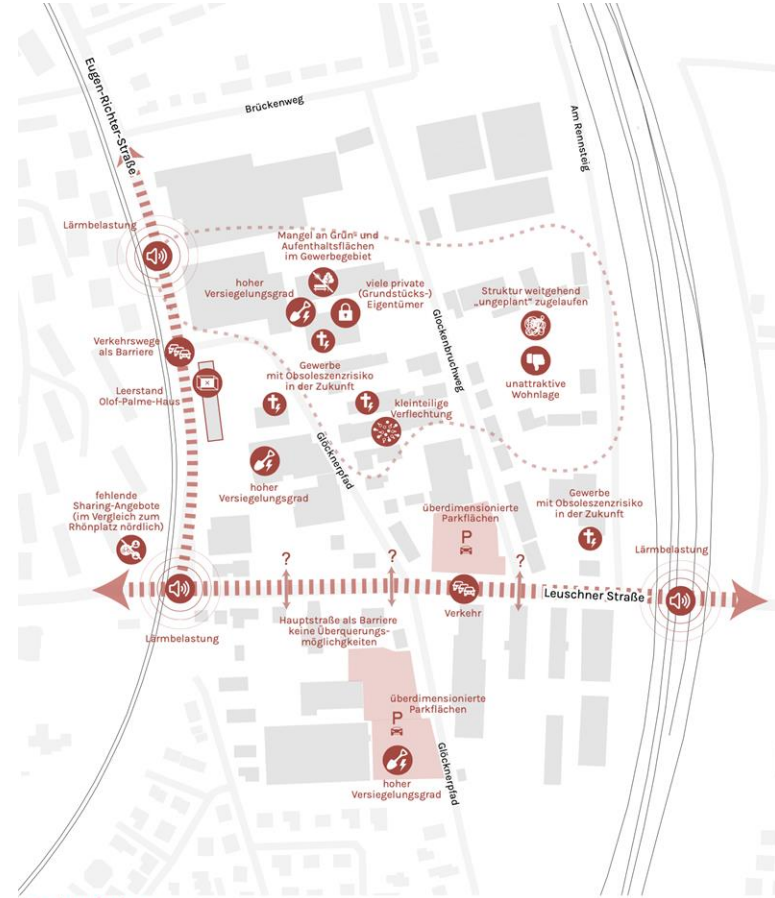 Eugen-Richter-Straße
Brückenweg
Am Rennsteig
Lärmbelastung
Mangel an Grün- und
Aufenthaltsflächen
im Gewerbegebiet
hoher
Versiegelungsgrad
viele private
(Grundstücks-)
Eigentümer
Struktur weitgehend
„ungeplant“ zugelaufen
Glockenbruchweg
Verkehrswege
als Barriere
Leerstand
Olof-Palme-Haus
Gewerbe
mit Obsoleszenzrisiko
in der Zukunft
unattraktive
Wohnlage
kleinteilige
Verflechtung
Glöcknerpfad
hoher
Versiegelungsgrad
fehlende
Sharing-Angebote
(im Vergleich zum
Rhönplatz nördlich)
überdimensionierte
Parkflächen
P
Gewerbe
mit Obsoleszenzrisiko
in der Zukunft
Lärmbelastung
?
?
?
Leuschner Straße
Lärmbelastung
Hauptstraße als Barriere
keine Überquerungs-
möglichgkeiten
Verkehr
überdimensionierte
Parkflächen
P
Glöcknerpfad
hoher
Versiegelungsgrad